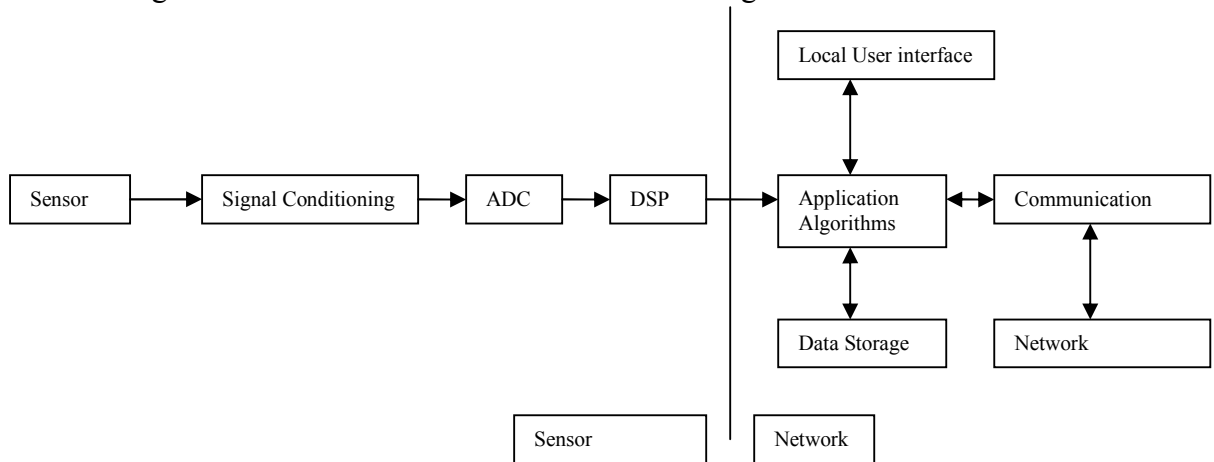 Local User interface
Sensor
Signal Conditioning
ADC
DSP
Application
Algorithms
Communication
Data Storage
Network
Sensor
Network